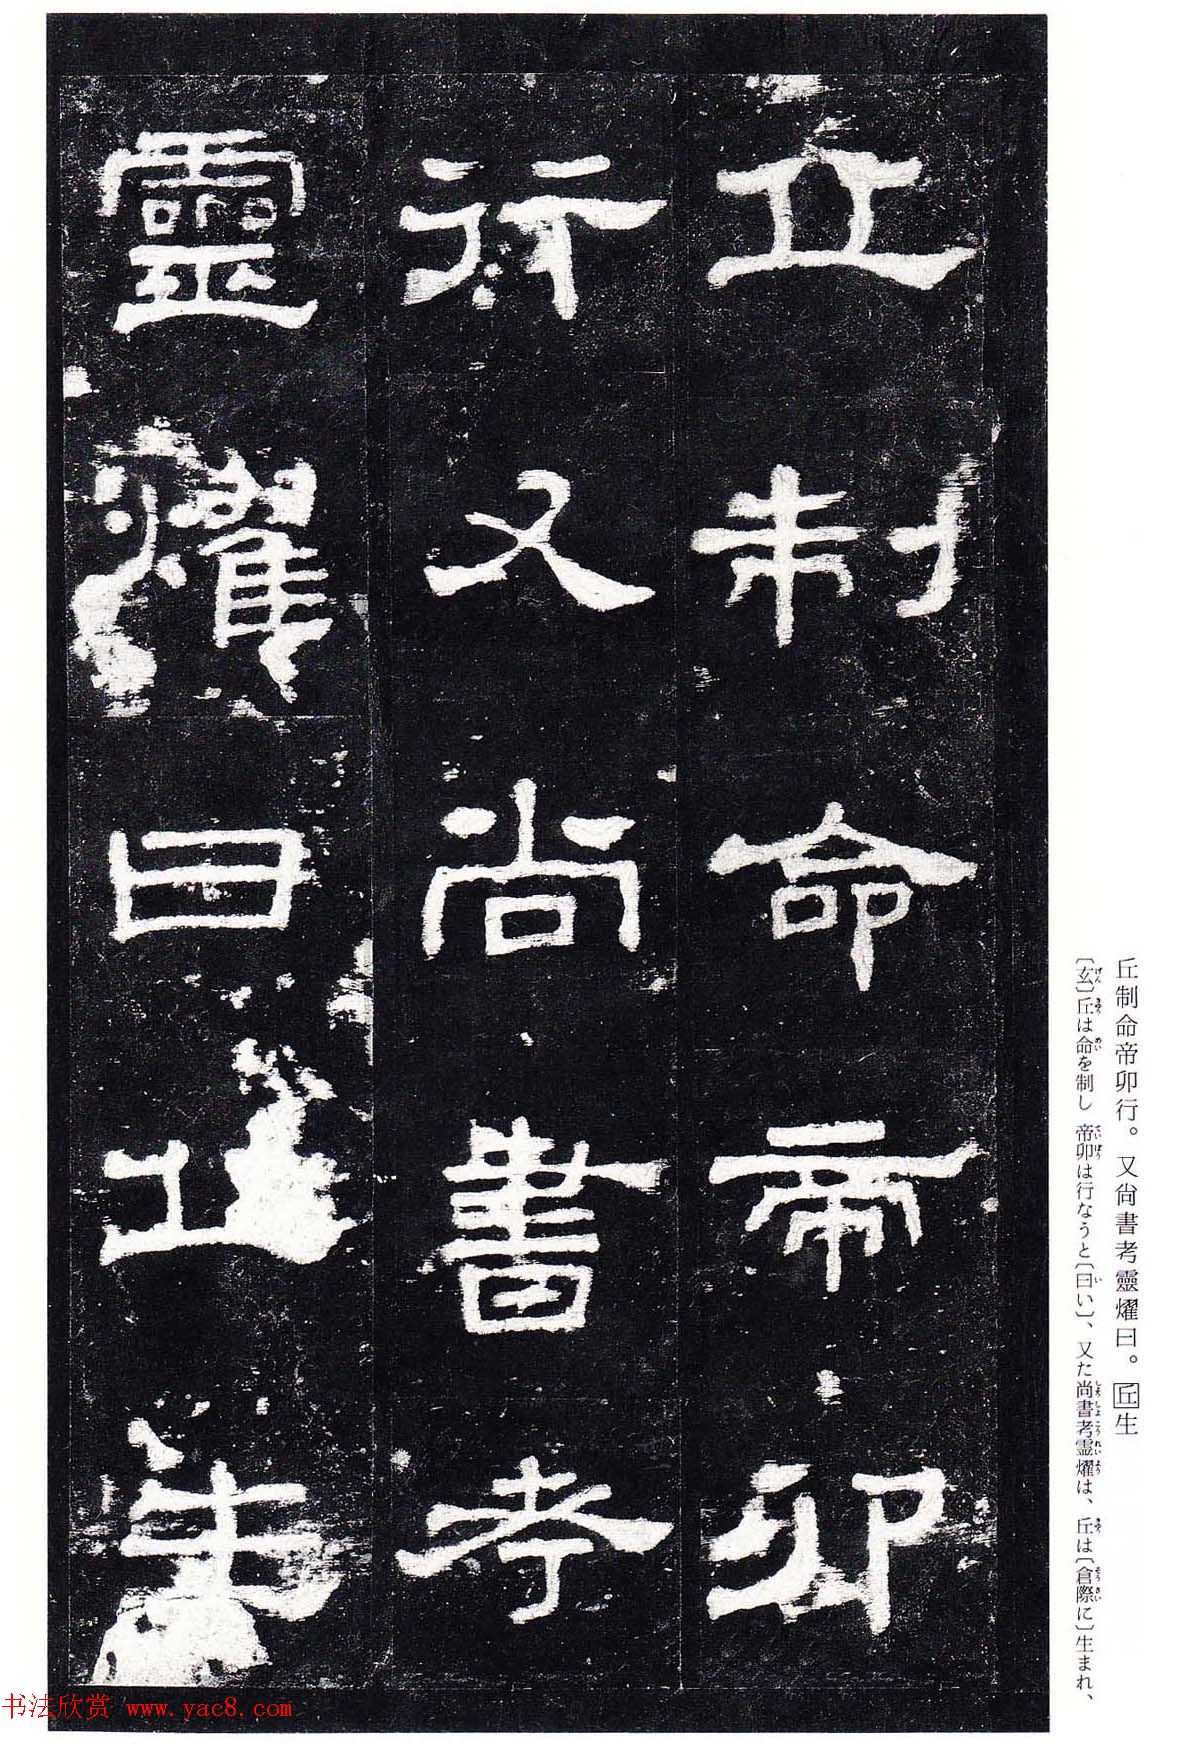 丘制命帝卯
行又尚書考
靈燿曰丘生
丘制命帝卯行。又尙書考靈燿曰。丘生
〔玄〕丘は命を制し 帝卯は行なうと〔曰い〕、又た尚書考霊燿は、丘は〔倉際に〕生まれ、
书法欣赏 www.yac8.com